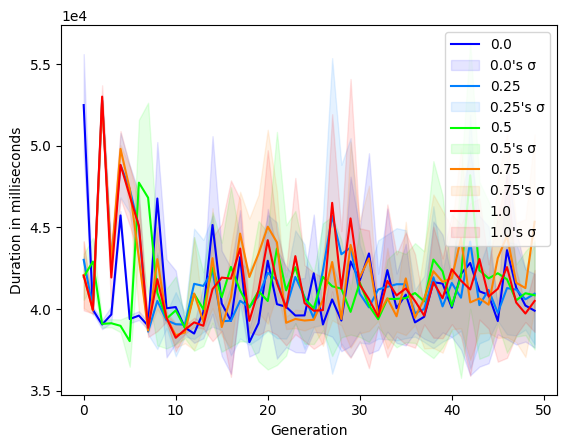 1e4
5.5
5.0
4.5
4.0
3.5
Duration in milliseconds
0
10
20
30
40
50
Generation
0.0
0.0's σ
0.25
0.25's σ
0.5
0.5's σ
0.75
0.75's σ
1.0
1.0's σ